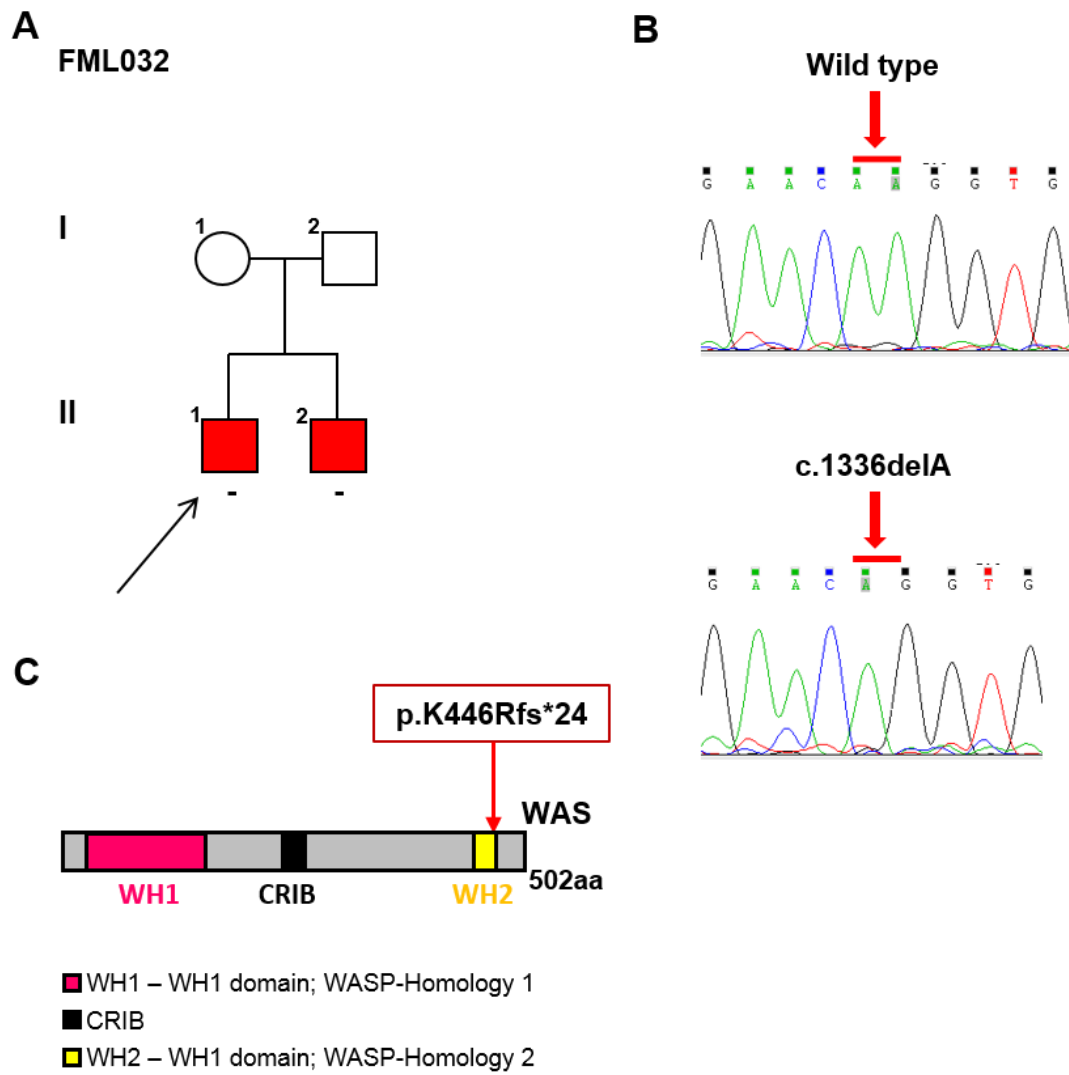 A
FML032
I
1
2
II
1
2
-
-
B
Wild type
G A A C A A G G T G
c.1336delA
G A A C A G G T G
C
p.K446Rfs*24
WAS
502aa
WH1
CRIB
WH2
WH1 – WH1 domain; WASP-Homology 1
CRIB
WH2 – WH1 domain; WASP-Homology 2